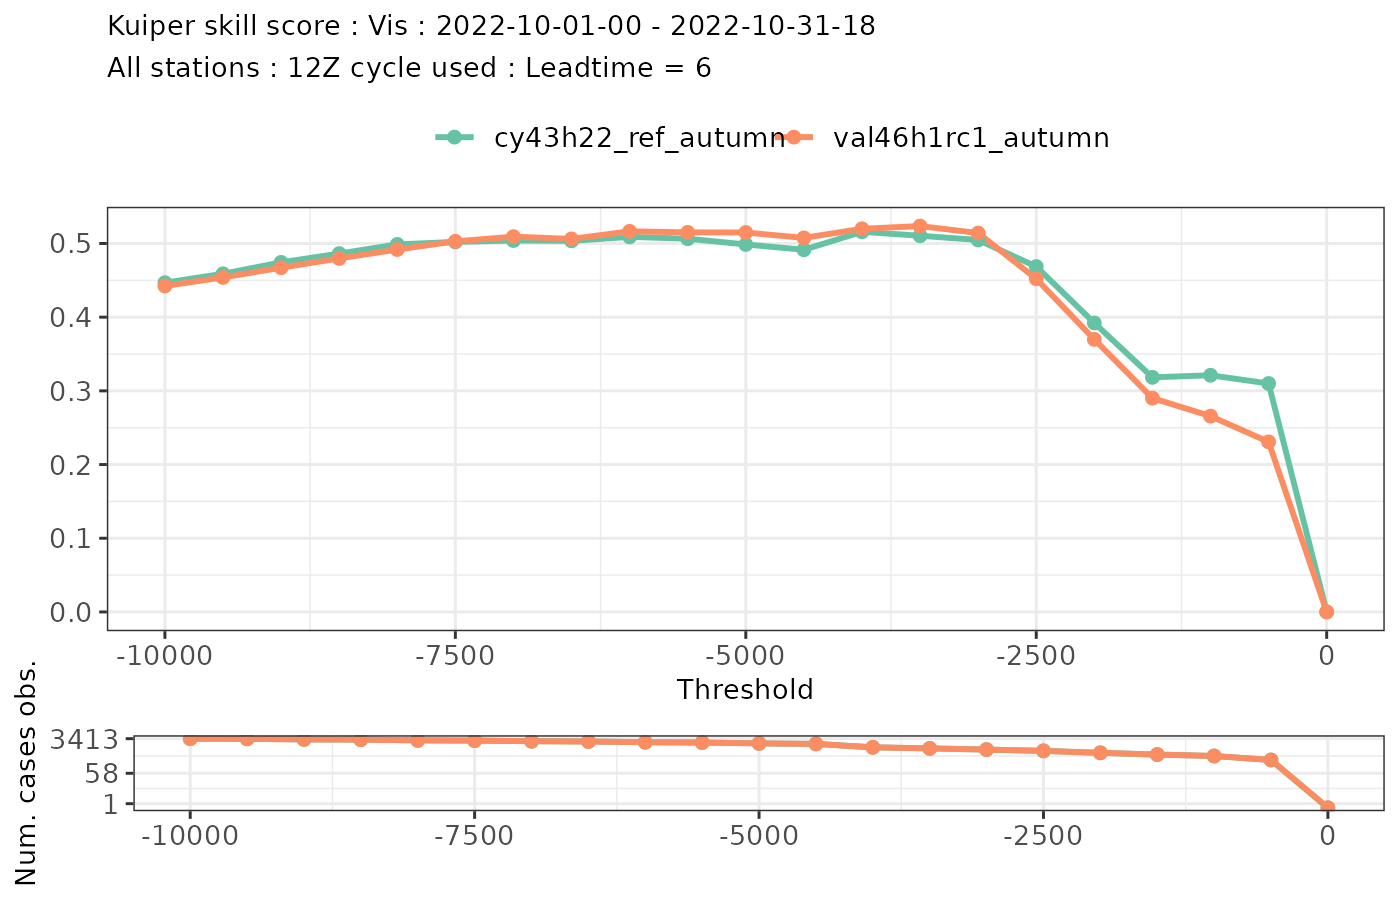 Kuiper skill score : Vis : 2022-10-01-00 - 2022-10-31-18
All stations : 12Z cycle used : Leadtime = 6
cy43h22_ref_autumn val46h1rc1_autumn
0.5
0.4
0.3
0.2
0.1
0.0
-10000 -7500 -5000 -2500 0
Threshold
Num. cases obs.
3413
58
1
-10000 -7500 -5000 -2500 0